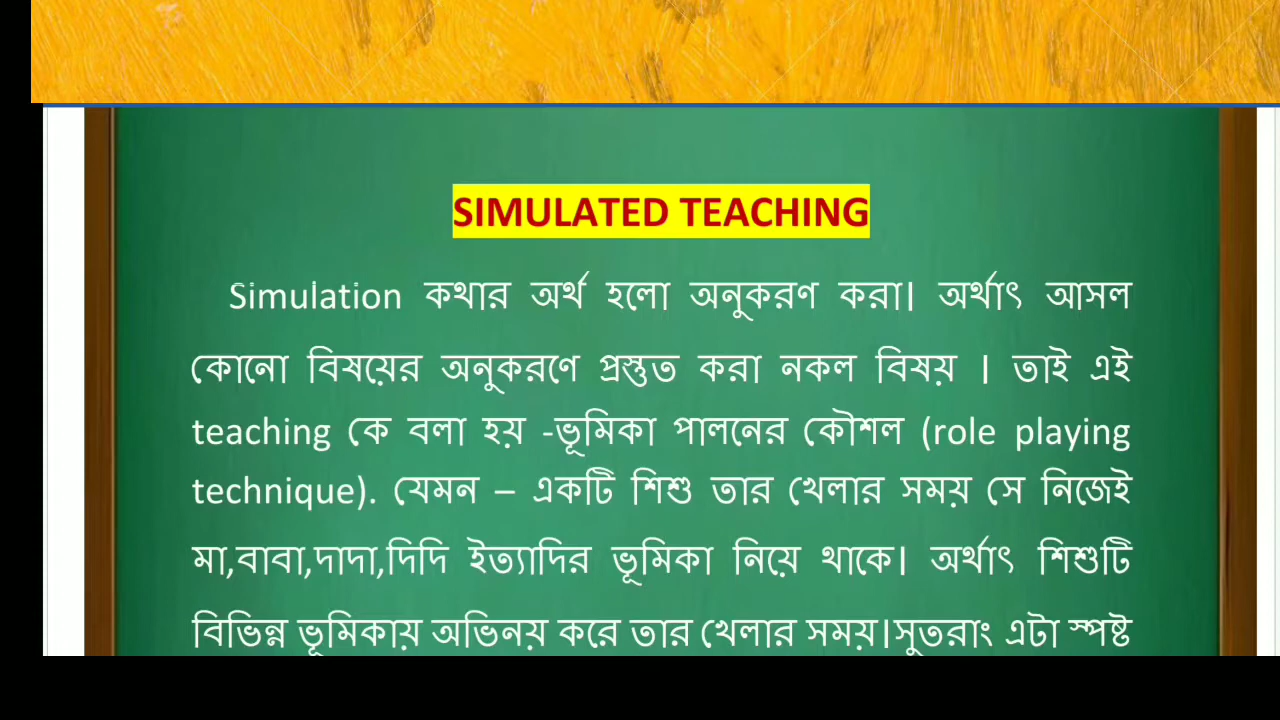 SIMULATED TEACHING
Simulation কথার অর্থ হলো অনুকরণ করা। অর্থাৎ আসল
কোনো বিষয়ের অনুকরণে প্রস্তুত করা নকল বিষয় । তাই এই
teaching কে বলা হয় -ভূমিকা পালনের কৌশল (role playing
technique). যেমন – একটি শিশু তার খেলার সময় সে নিজেই
মা,বাবা,দাদা,দিদি ইত্যাদির ভূমিকা নিয়ে থাকে। অর্থাৎ শিশুটি
বিভিন্ন ভূমিকায় অভিনয় করে তার খেলার সময়।সুতরাং এটা স্পষ্ট